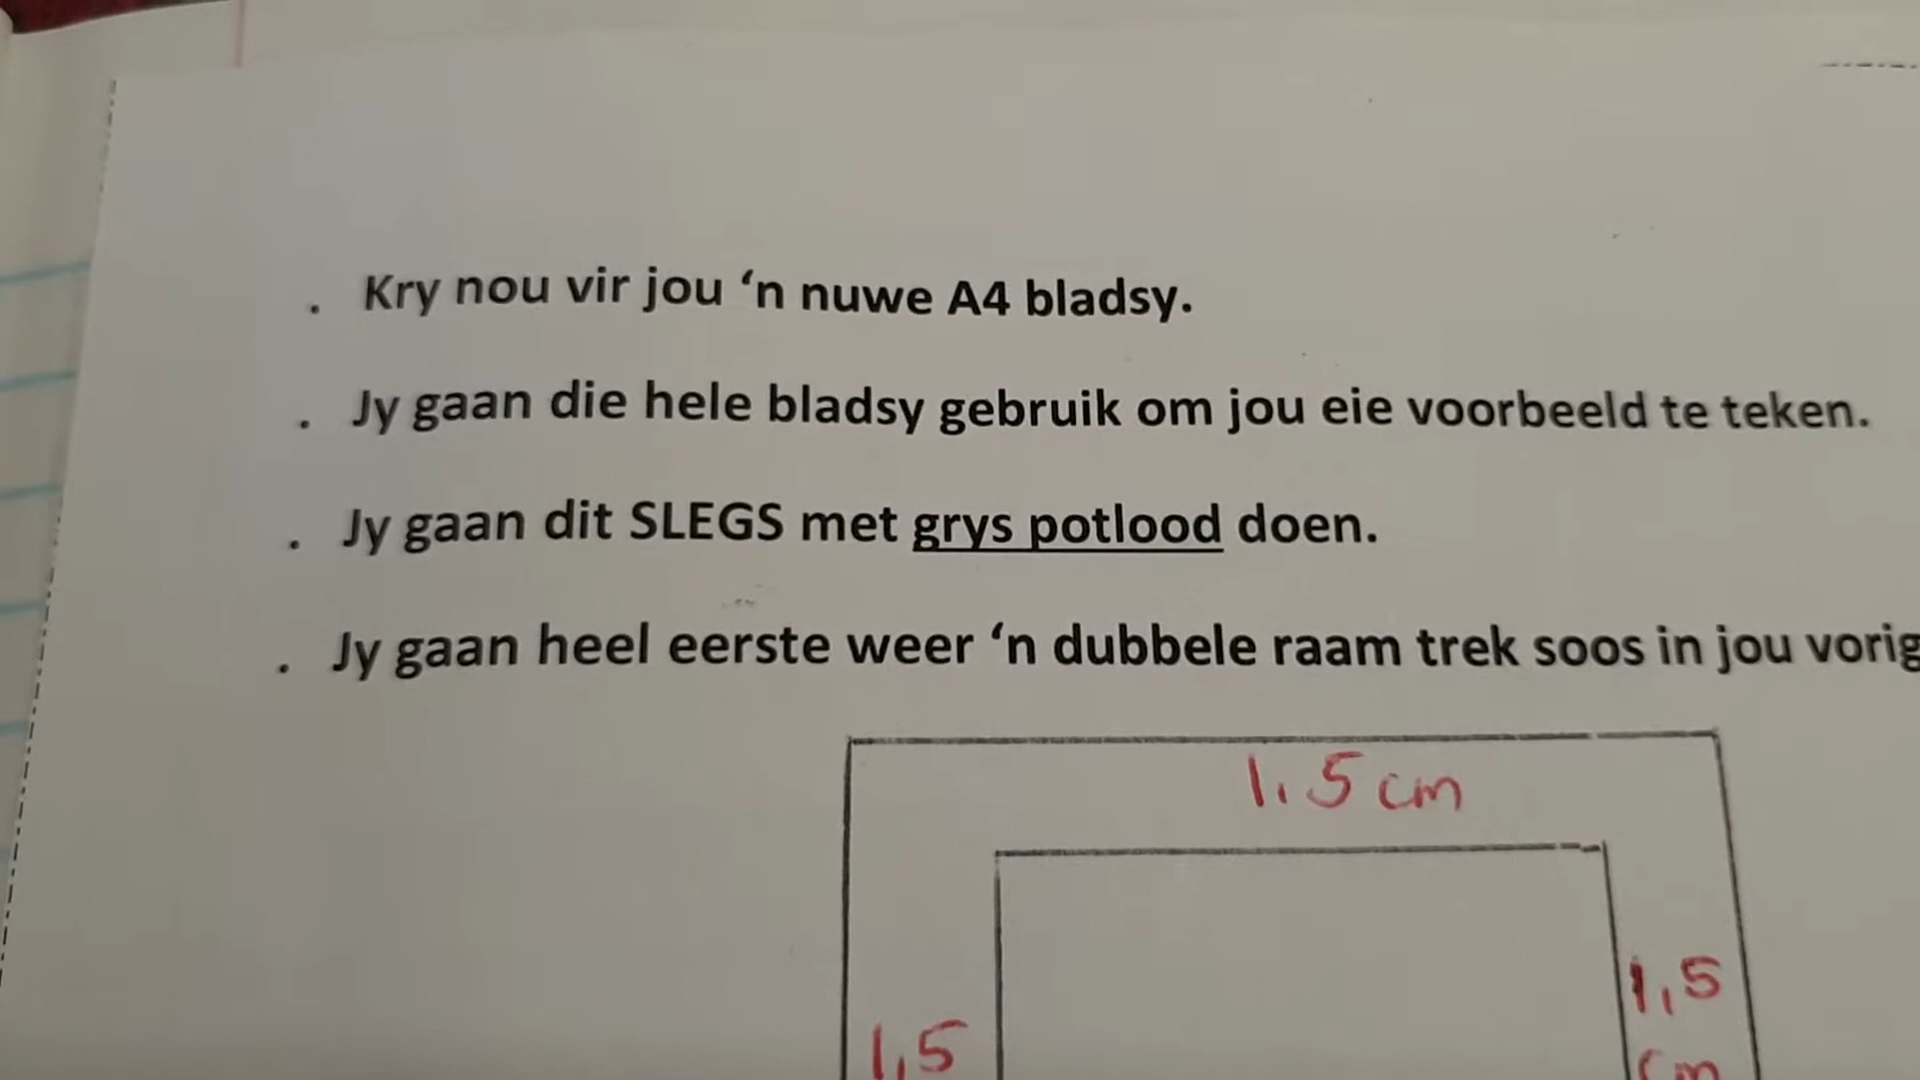 . Kry nou vir jou ‘n nuwe A4 bladsy.
. Jy gaan die hele bladsy gebruik om jou eie voorbeeld te teken.
. Jy gaan dit SLEGS met grys potlood doen.
. Jy gaan heel eerste weer ‘n dubbele raam trek soos in jou vorig
1,5 cm
1,5
cm
1,5